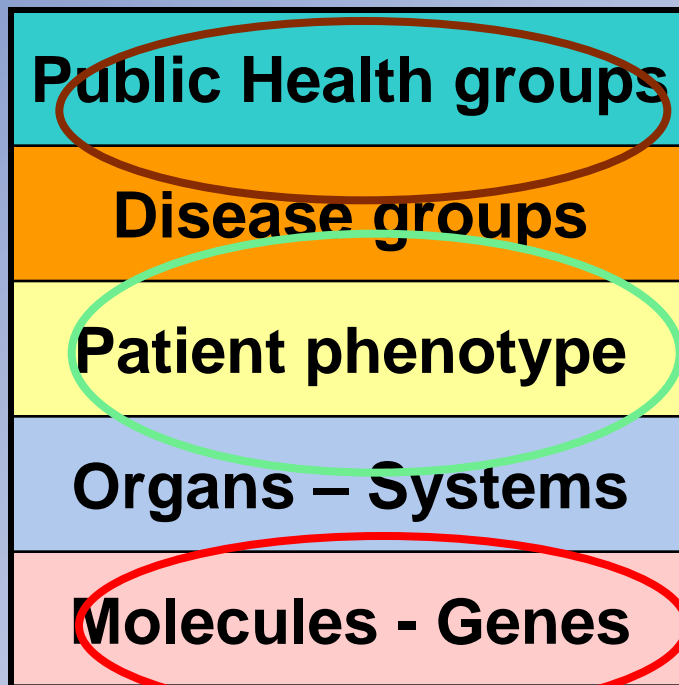 Public Health groups
Disease groups
Patient phenotype
Organs – Systems
Molecules - Genes